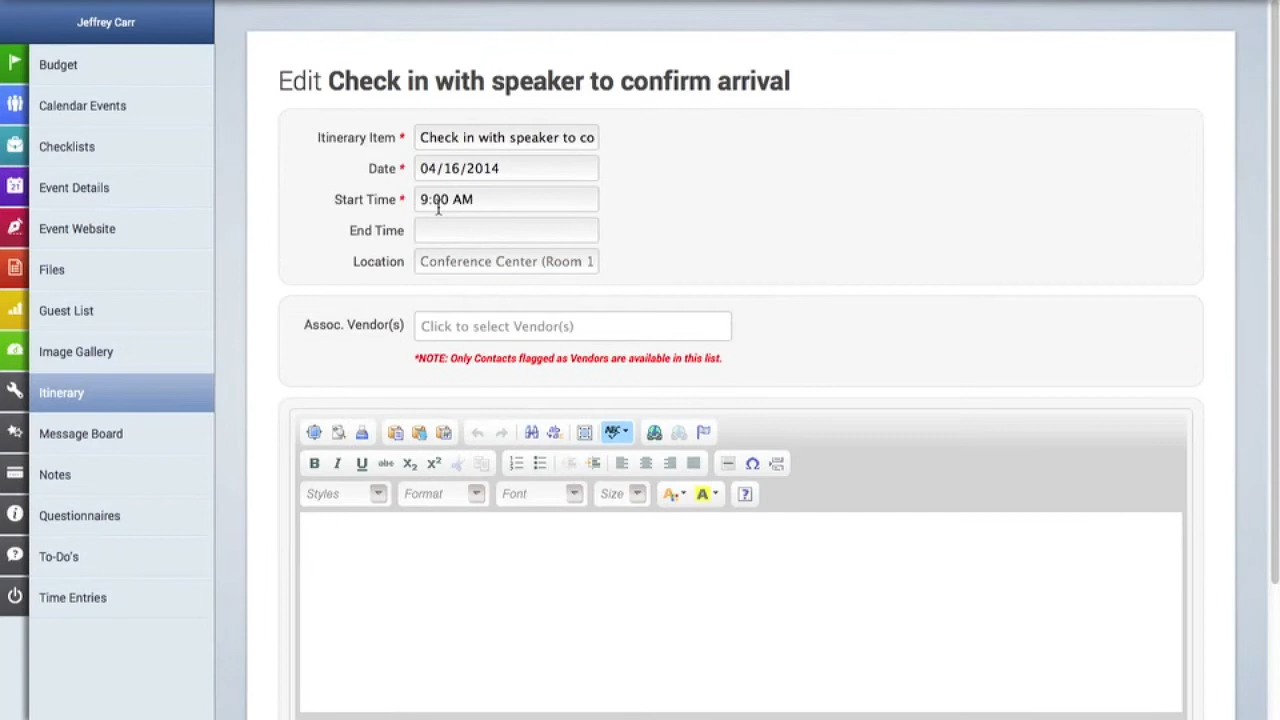 Jeffrey Carr
Budget
Calendar Events
Checklists
Event Details
Event Website
Files
Guest List
Image Gallery
Itinerary
Message Board
Notes
Questionnaires
To-Do's
Time Entries
Edit Check in with speaker to confirm arrival
Itinerary Item * Check in with speaker to co
Date * 04/16/2014
Start Time * 9:00 AM
End Time
Location Conference Center (Room 1
Assoc. Vendor(s) Click to select Vendor(s)
*NOTE: Only Contacts flagged as Vendors are available in this list.
ABC
B I U abc X2 X2 Ω
Styles Format Font Size A A ?